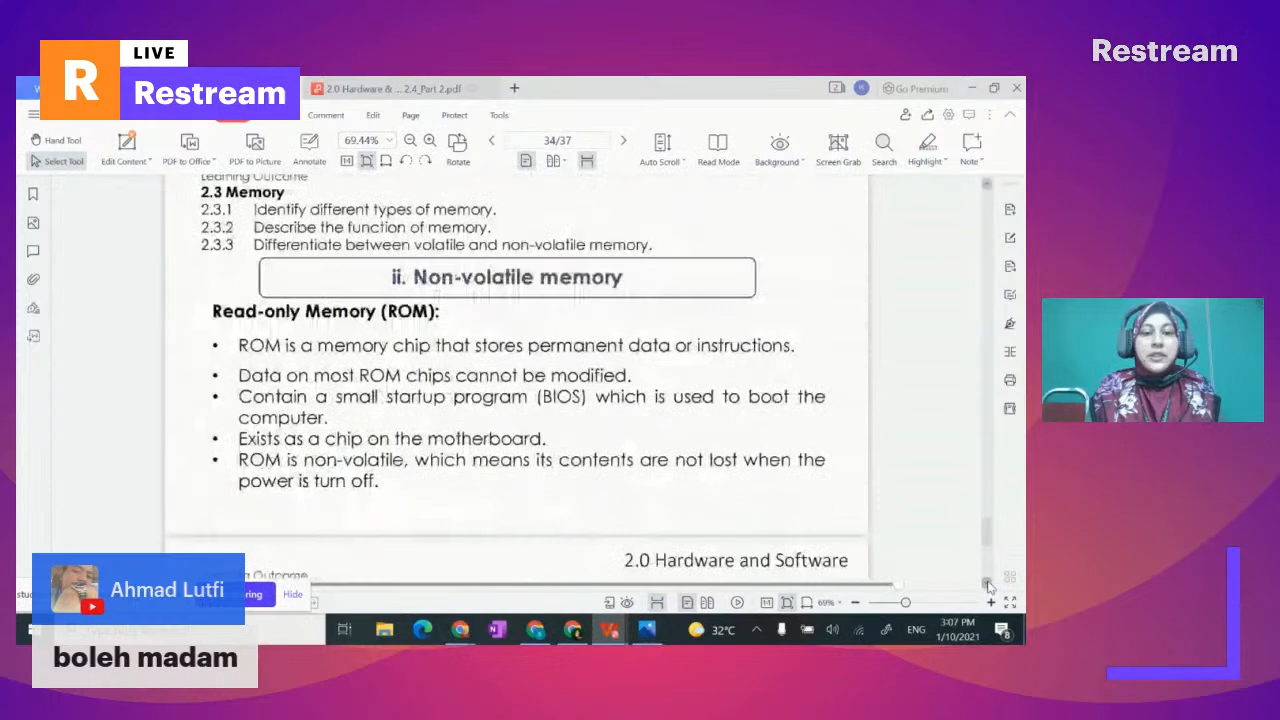 R
LIVE
Restream
Restream
2.0 Hardware & ... 2.4_Part 2.pdf
Go Premium
Comment Edit Page Protect Tools
Hand Tool
Select Tool
69.44%
34/37
Edit Content PDF to Office PDF to Picture Annotate Rotate Auto Scroll Read Mode Background Screen Grab Search Highlight Note
Learning Outcome
2.3 Memory
2.3.1 Identify different types of memory.
2.3.2 Describe the function of memory.
2.3.3 Differentiate between volatile and non-volatile memory.
ii. Non-volatile memory
Read-only Memory (ROM):
• ROM is a memory chip that stores permanent data or instructions.
• Data on most ROM chips cannot be modified.
• Contain a small startup program (BIOS) which is used to boot the
computer.
• Exists as a chip on the motherboard.
• ROM is non-volatile, which means its contents are not lost when the
power is turn off.
2.0 Hardware and Software
Outcome
Hide
69%
Ahmad Lutfi
boleh madam
32°C
ENG
3:07 PM
1/10/2021
8